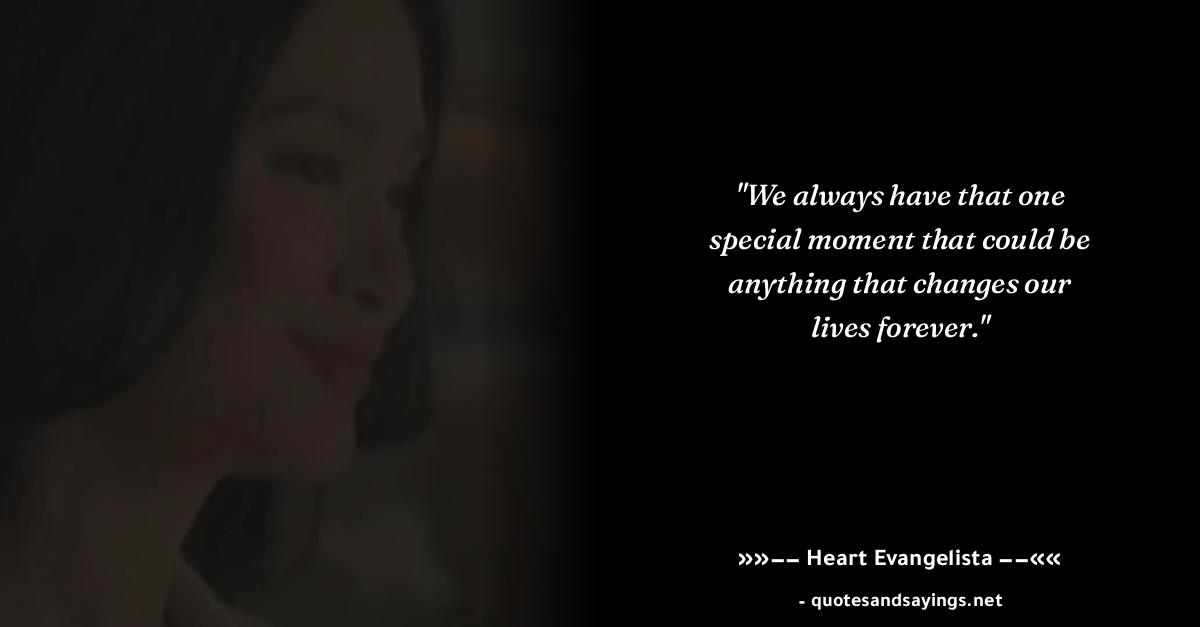 "We always have that one
special moment that could be
anything that changes our
lives forever."
»»−− Heart Evangelista −−««
- quotesandsayings.net